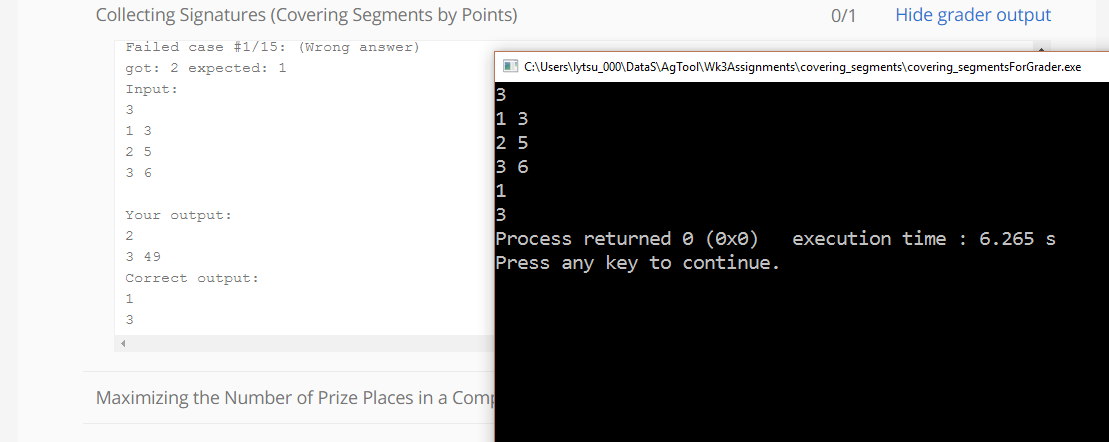 Collecting Signatures (Covering Segments by Points)
0/1
Hide grader output
Failed case #1/15: (Wrong answer)
got: 2 expected: 1
Input:
3
1 3
2 5
3 6
Your output:
2
3 49
Correct output:
1
3
Maximizing the Number of Prize Places in a Comp
C:\Users\lytsu_000\DataS\AgTool\Wk3Assignments\covering_segments\covering_segmentsForGrader.exe
3
1 3
2 5
3 6
1
3
Process returned 0 (0x0)   execution time : 6.265 s
Press any key to continue.